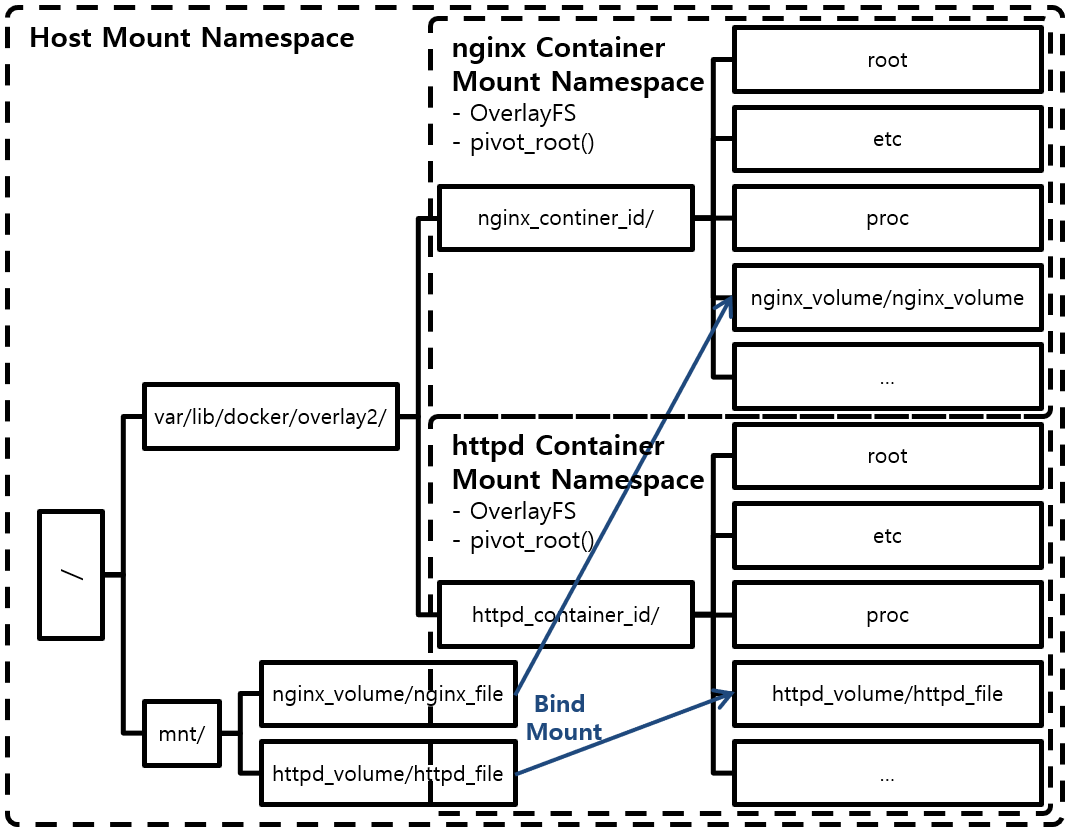 Host Mount Namespace
nginx Container
Mount Namespace
- OverlayFS
- pivot_root()
nginx_continer_id/
root
etc
proc
nginx_volume/nginx_volume
...
var/lib/docker/overlay2/
/
httpd Container
Mount Namespace
- OverlayFS
- pivot_root()
httpd_container_id/
root
etc
proc
httpd_volume/httpd_file
...
mnt/
nginx_volume/nginx_file
httpd_volume/httpd_file
Bind
Mount